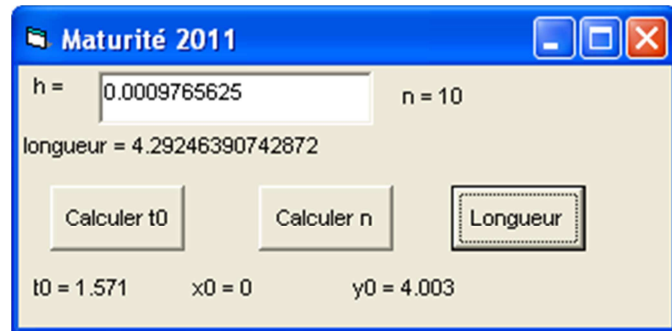 Maturité 2011
h = 0.0009765625 n = 10
longueur = 4.29246390742872
Calculer t0 Calculer n Longueur
t0 = 1.571 x0 = 0 y0 = 4.003